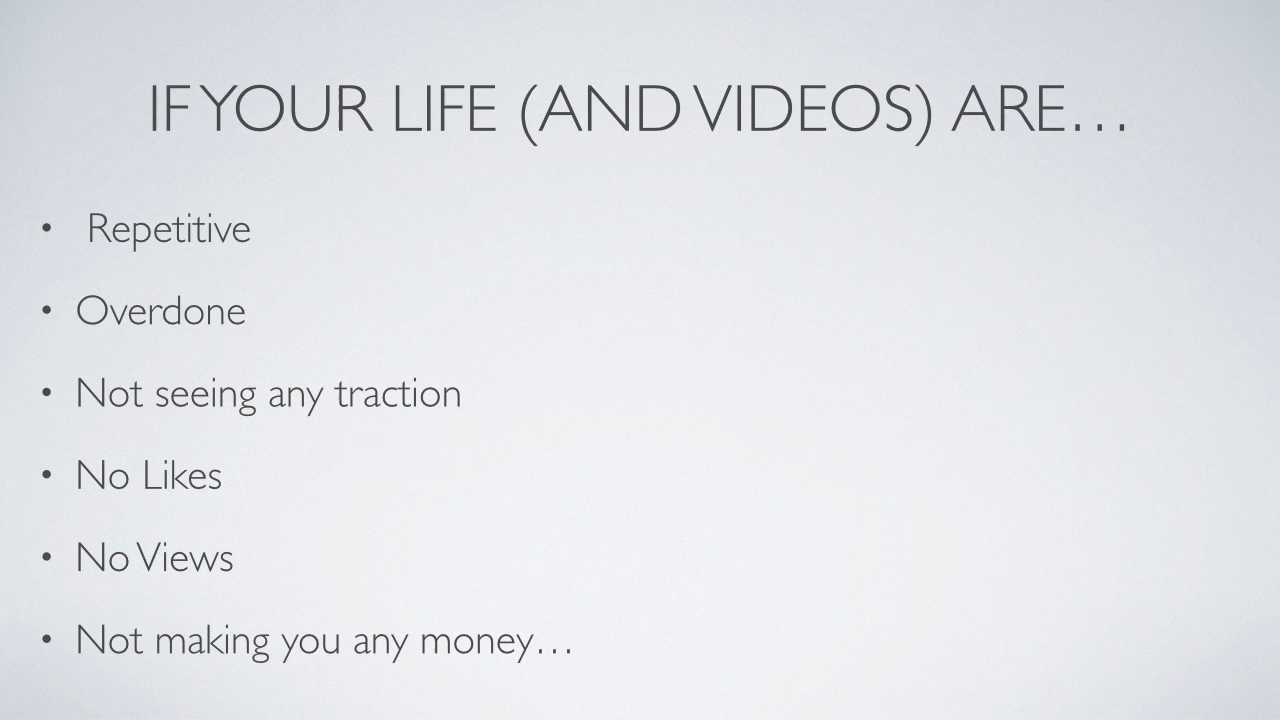 IF YOUR LIFE (AND VIDEOS) ARE…
• Repetitive
• Overdone
• Not seeing any traction
• No Likes
• No Views
• Not making you any money…